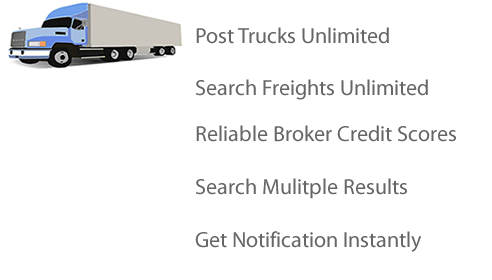 Post Trucks Unlimited
Search Freights Unlimited
Reliable Broker Credit Scores
Search Mulitple Results
Get Notification Instantly